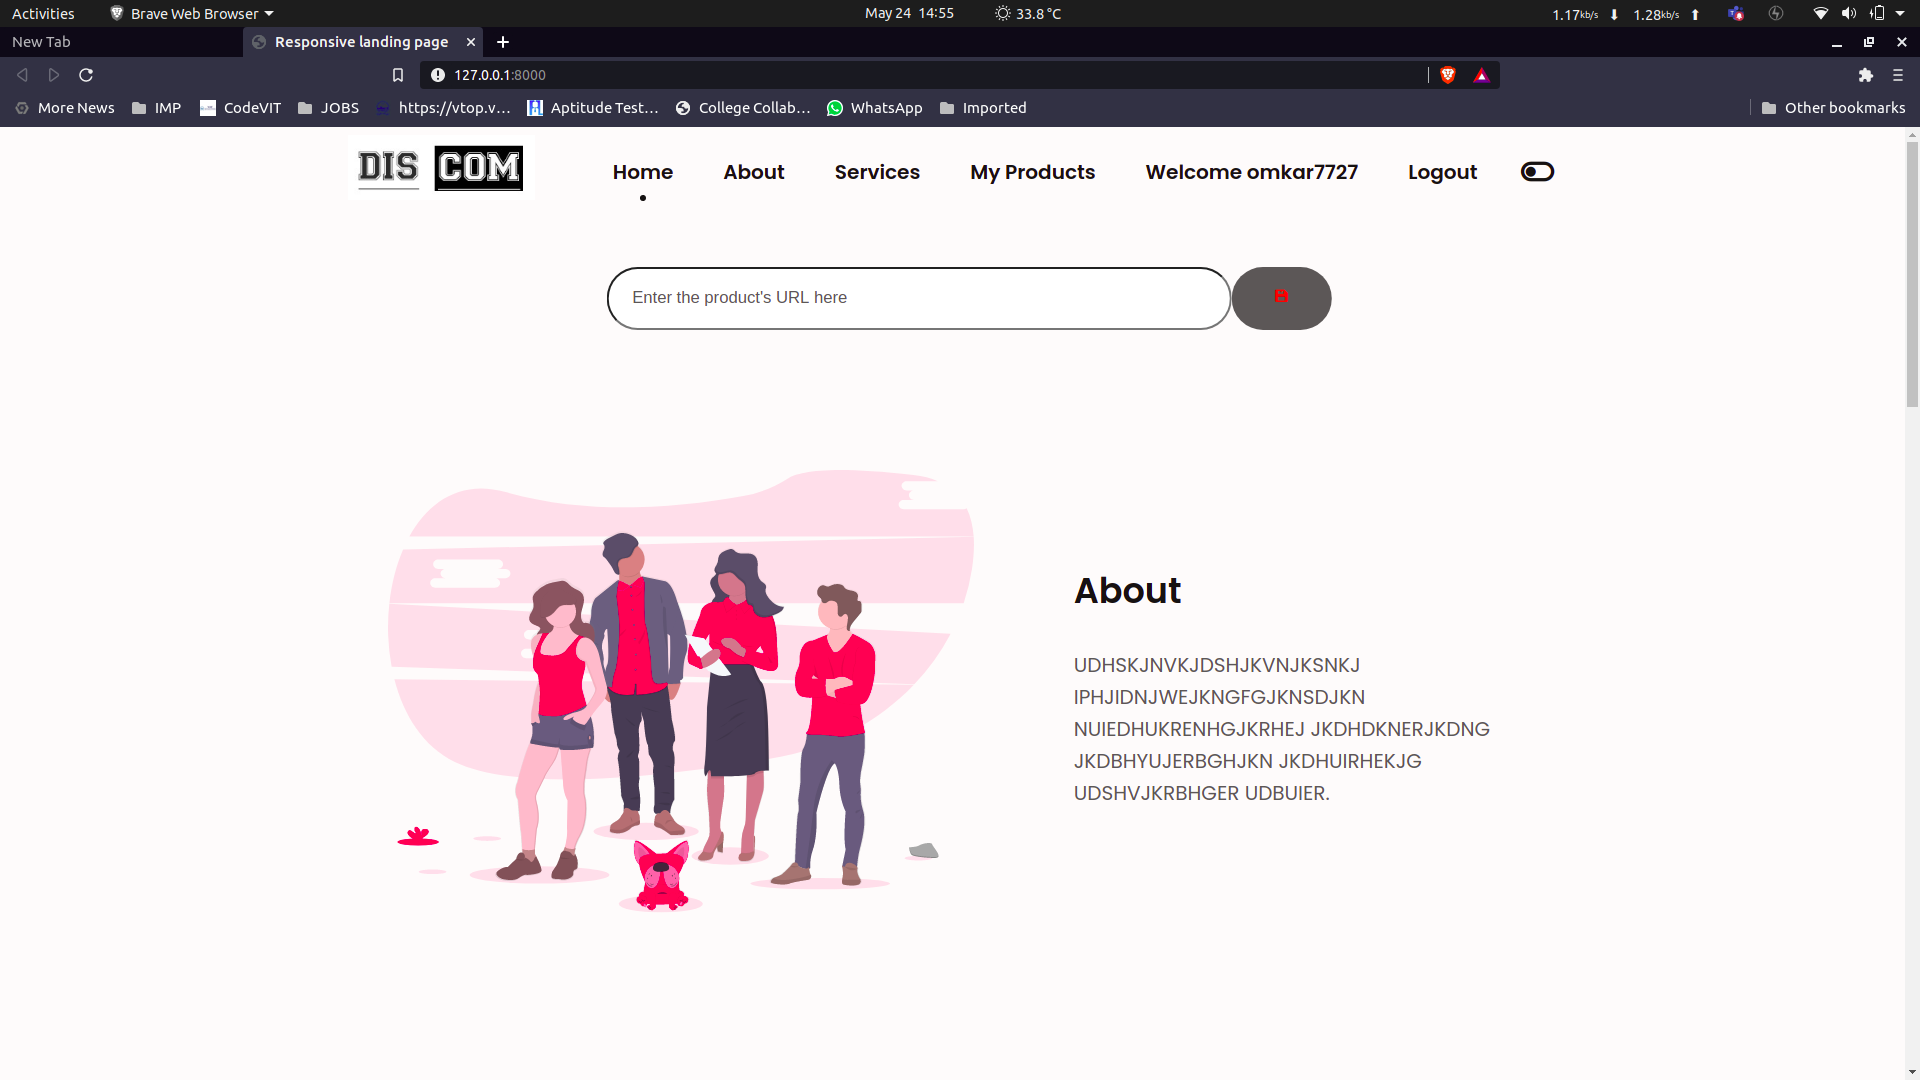 Activities Brave Web Browser May 24 14:55 33.8 °C 1.17kb/s 1.28kb/s
New Tab Responsive landing page
127.0.0.1:8000
More News IMP CodeVIT JOBS https://vtop.v… Aptitude Test… College Collab… WhatsApp Imported Other bookmarks
DIS COM Home About Services My Products Welcome omkar7727 Logout
Enter the product's URL here
About
UDHSKJNVKJDSHJKVNJKSNKJ
IPHJIDNJWEJKNGFGJKNSDJKN
NUIEDHUKRENHGJKRHEJ JKDHDKNERJKDNG
JKDBHYUJERBGHJKN JKDHUIRHEKJG
UDSHVJKRBHGER UDBUIER.